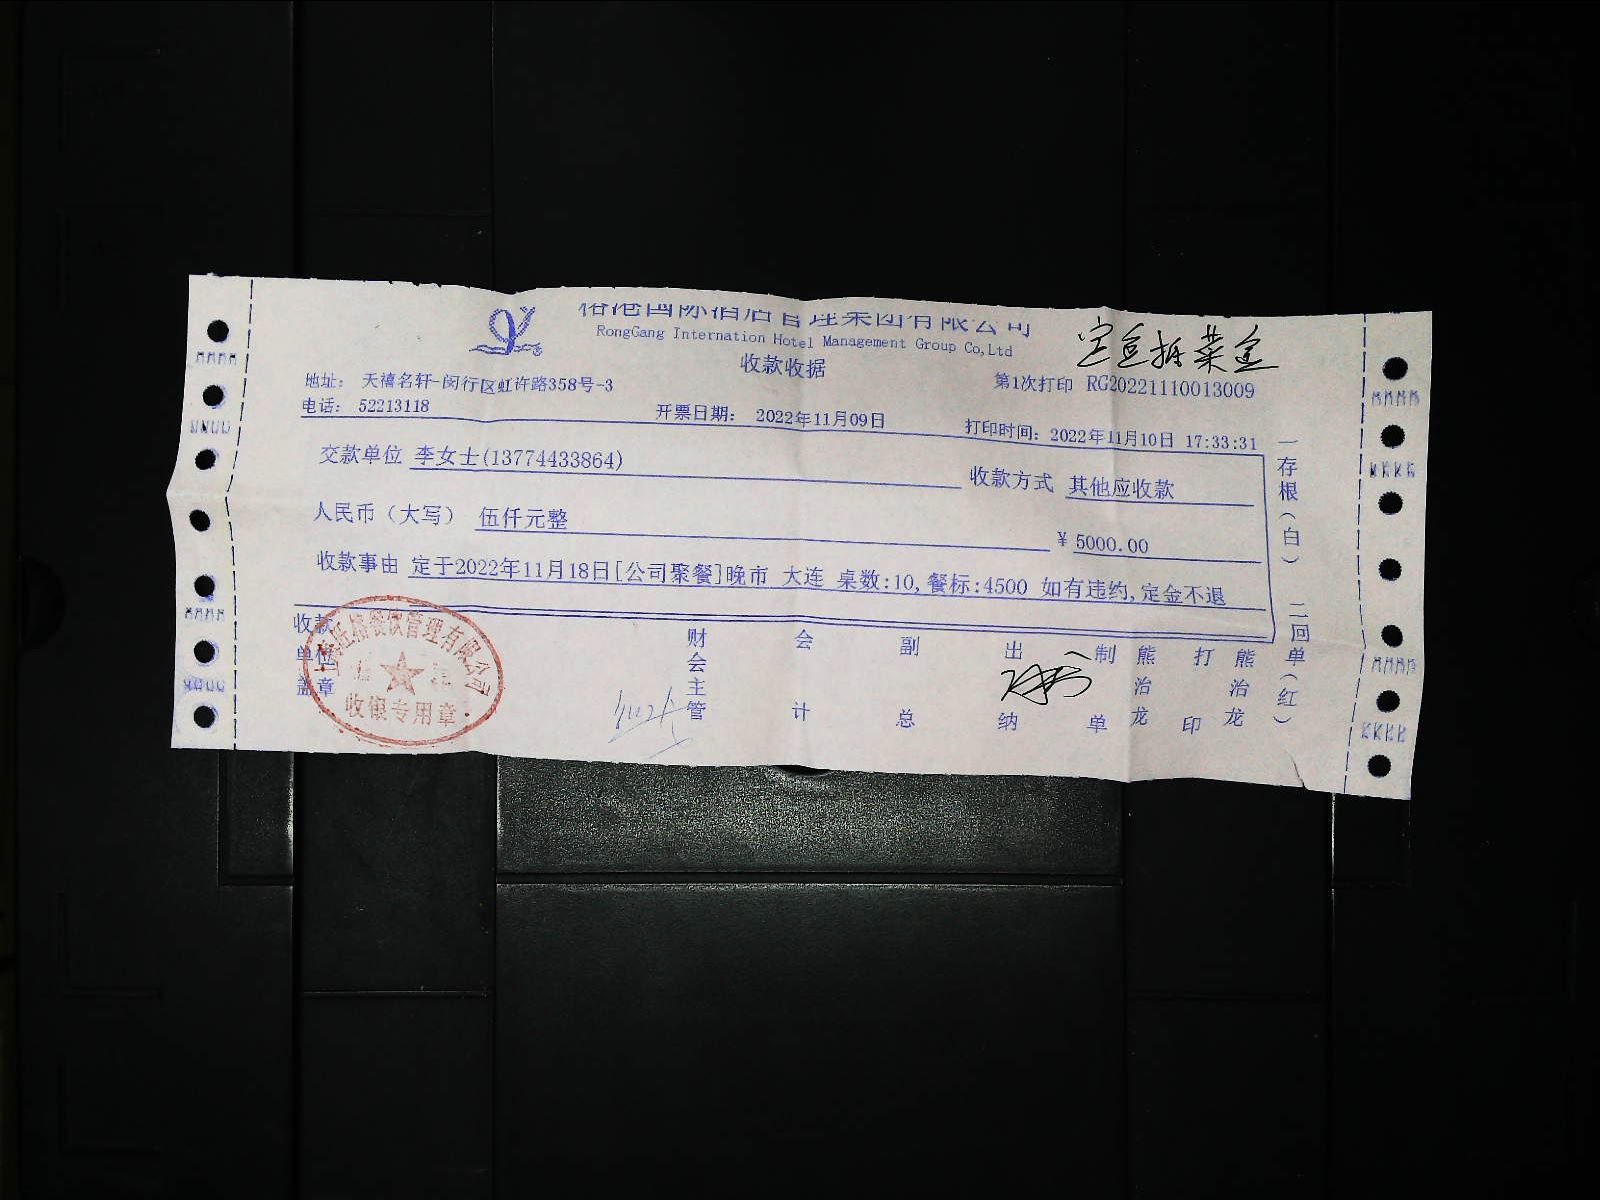 榕港国际酒店管理集团有限公司
RongGang International Hotel Management Group Co,Ltd
收款收据
地址： 天禧名轩-闵行区虹许路358号-3
第1次打印 RG20221110013009
电话： 52213118
开票日期： 2022年11月09日
打印时间：2022年11月10日 17:33:31
交款单位 李女士(13774433864)
收款方式 其他应收款
人民币（大写） 伍仟元整
￥ 5000.00
收款事由 定于2022年11月18日[公司聚餐]晚市 大连 桌数:10,餐标:4500 如有违约,定金不退
收款单位盖章
财会主管
会计
副总
出纳
制单
熊治龙
打印
熊治龙
一存根（白） 二回单（红）
餐饮管理有限公司
收银专用章